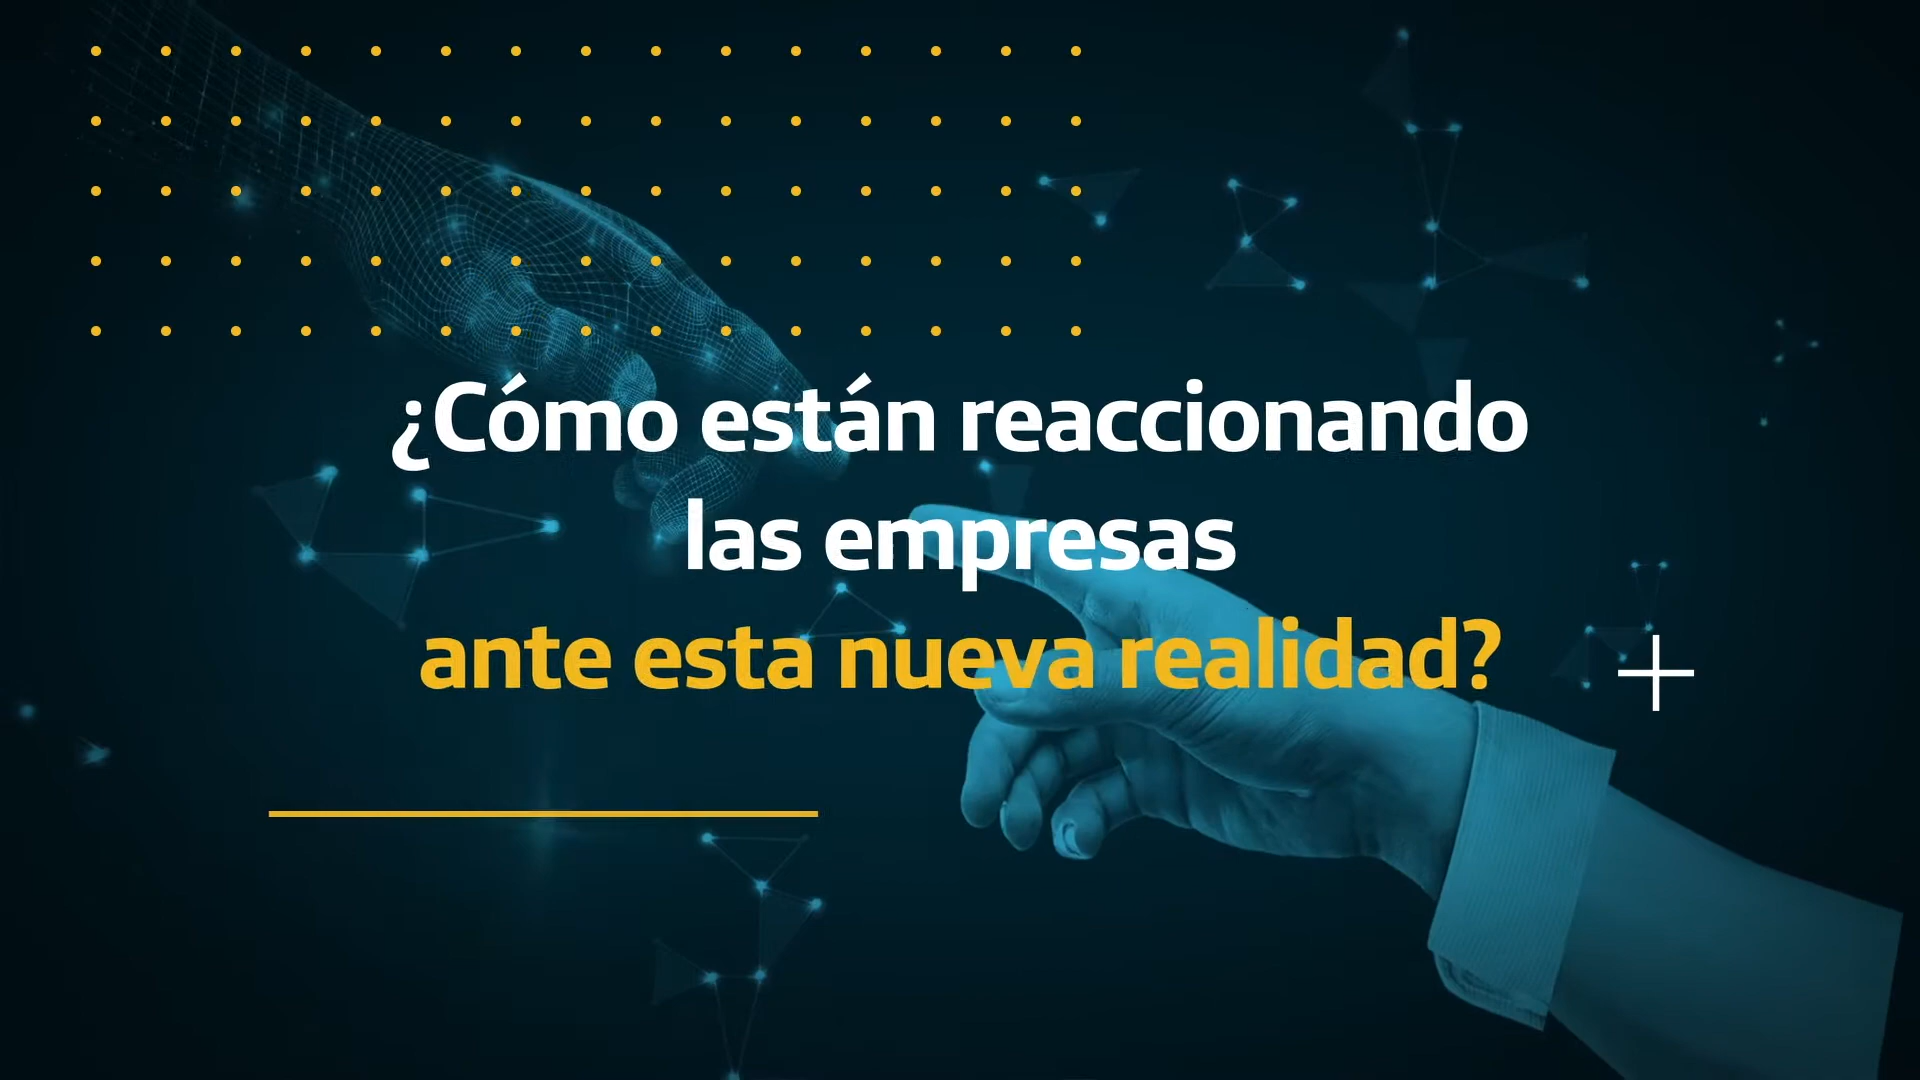 ¿Cómo están reaccionando
las empresas
ante esta nueva realidad?